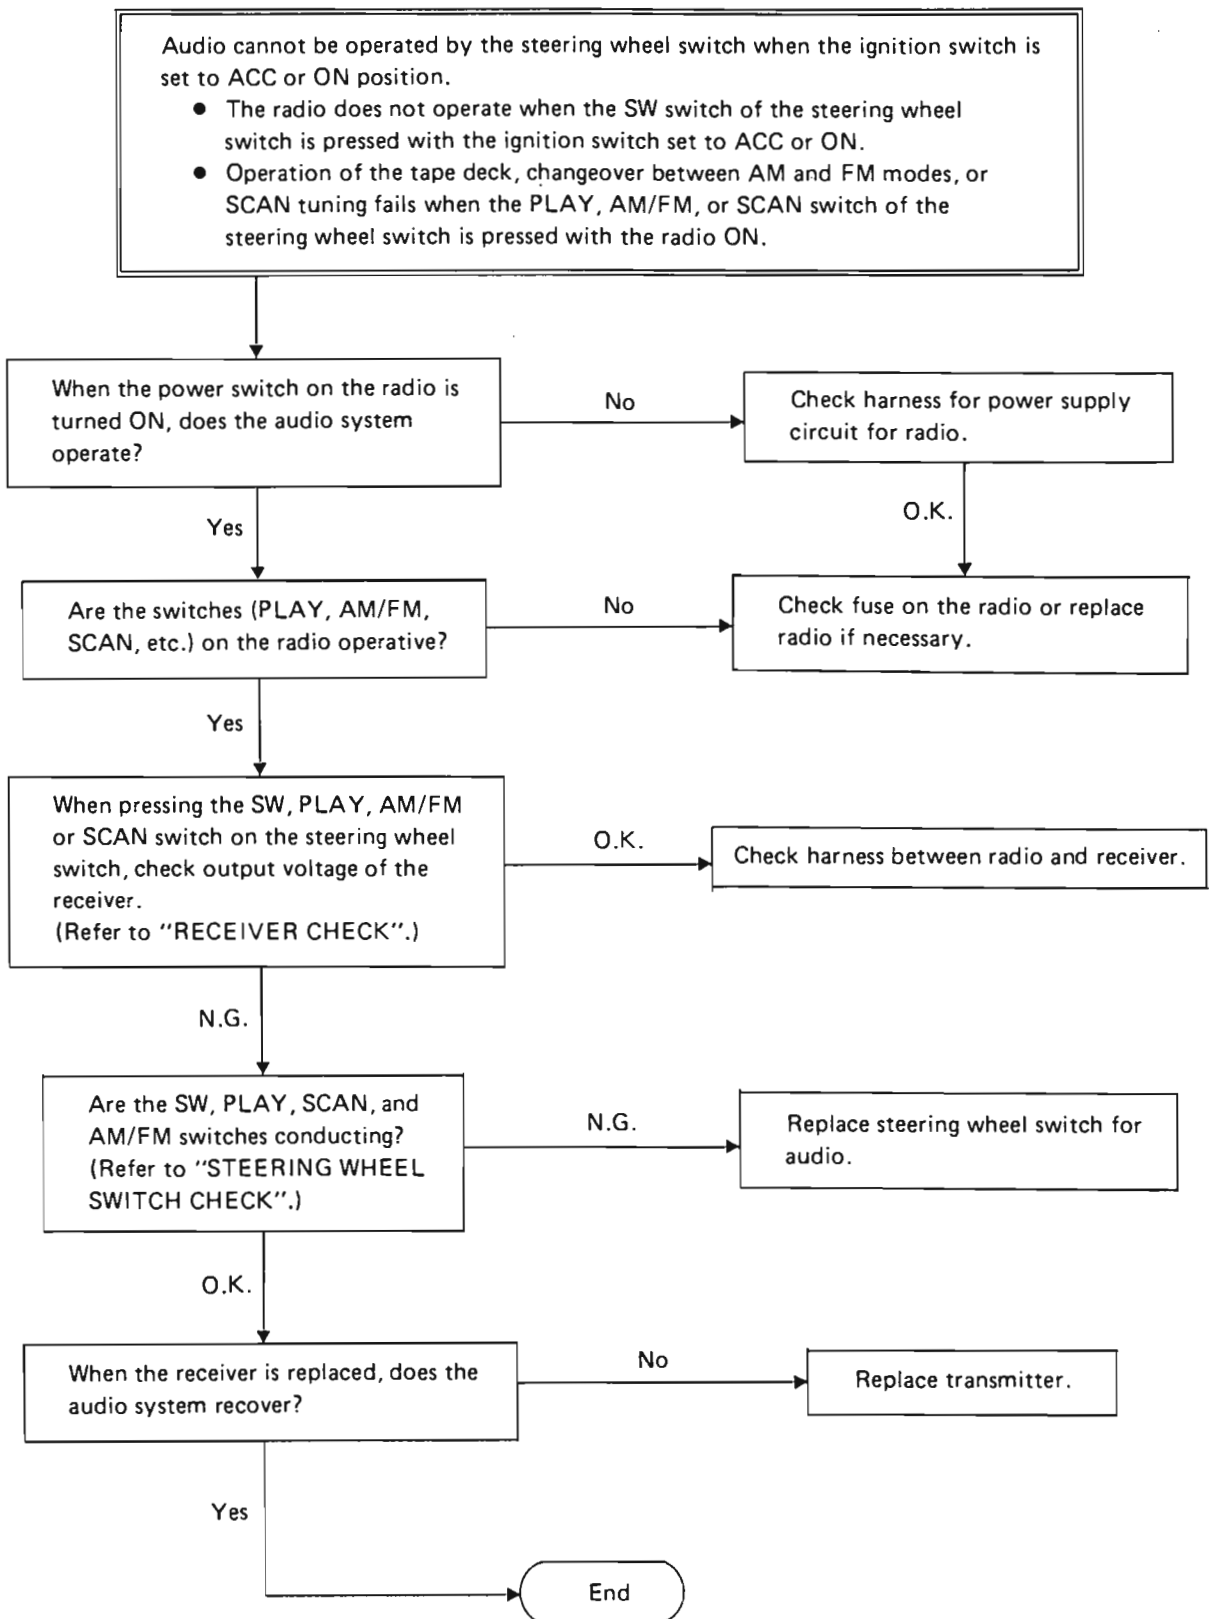 Audio cannot be operated by the steering wheel switch when the ignition switch is
set to ACC or ON position.
● The radio does not operate when the SW switch of the steering wheel
switch is pressed with the ignition switch set to ACC or ON.
● Operation of the tape deck, changeover between AM and FM modes, or
SCAN tuning fails when the PLAY, AM/FM, or SCAN switch of the
steering wheel switch is pressed with the radio ON.
When the power switch on the radio is
turned ON, does the audio system
operate?
No
Check harness for power supply
circuit for radio.
Yes
O.K.
Are the switches (PLAY, AM/FM,
SCAN, etc.) on the radio operative?
No
Check fuse on the radio or replace
radio if necessary.
Yes
When pressing the SW, PLAY, AM/FM
or SCAN switch on the steering wheel
switch, check output voltage of the
receiver.
(Refer to "RECEIVER CHECK".)
O.K.
Check harness between radio and receiver.
N.G.
Are the SW, PLAY, SCAN, and
AM/FM switches conducting?
(Refer to "STEERING WHEEL
SWITCH CHECK".)
N.G.
Replace steering wheel switch for
audio.
O.K.
When the receiver is replaced, does the
audio system recover?
No
Replace transmitter.
Yes
End